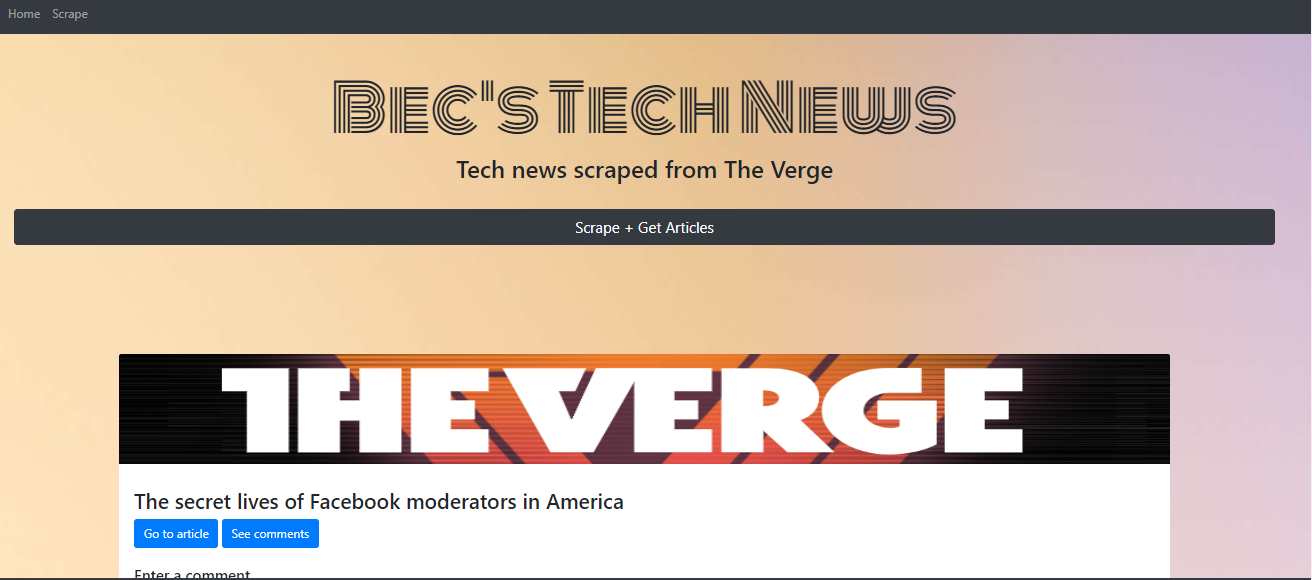 Home Scrape
Bec's Tech News
Tech news scraped from The Verge
Scrape + Get Articles
THE VERGE
The secret lives of Facebook moderators in America
Go to article See comments
Enter a comment